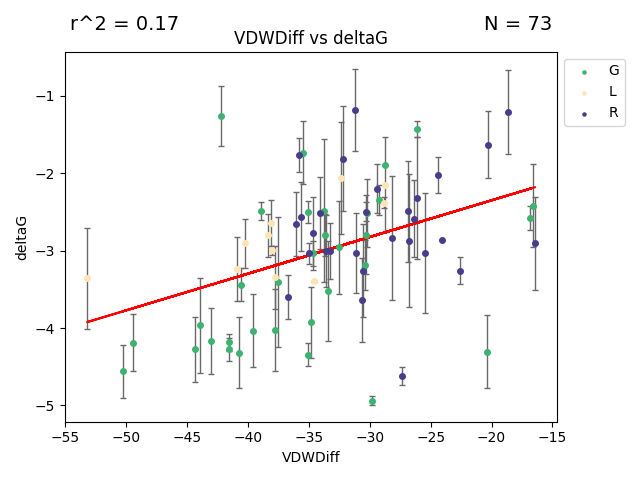 r^2 = 0.17
N = 73
VDWDiff vs deltaG
G
L
R
−1
−2
−3
−4
−5
deltaG
−55
−50
−45
−40
−35
−30
−25
−20
−15
VDWDiff